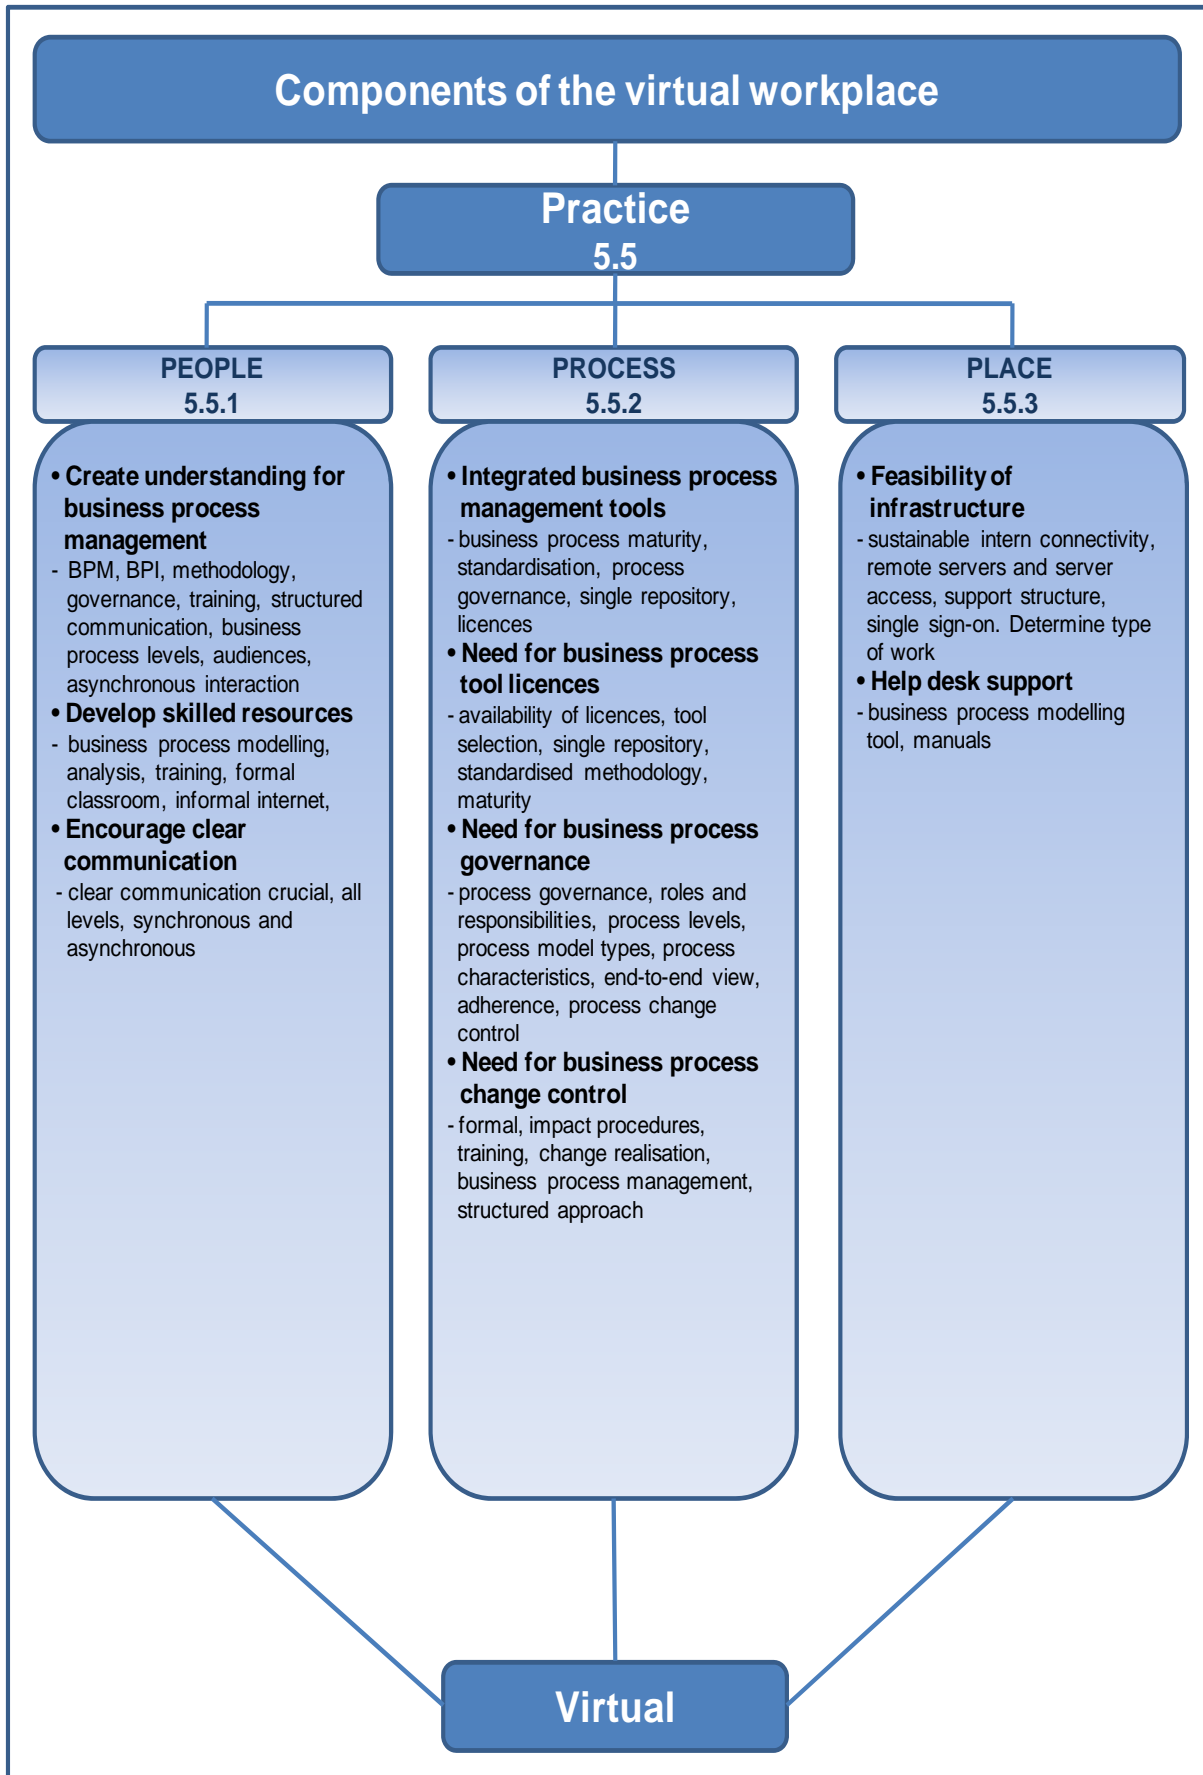 Components of the virtual workplace
Practice
5.5
PEOPLE
5.5.1
• Create understanding for
business process
management
- BPM, BPI, methodology,
governance, training, structured
communication, business
process levels, audiences,
asynchronous interaction
• Develop skilled resources
- business process modelling,
analysis, training, formal
classroom, informal internet,
• Encourage clear
communication
- clear communication crucial, all
levels, synchronous and
asynchronous
PROCESS
5.5.2
• Integrated business process
management tools
- business process maturity,
standardisation, process
governance, single repository,
licences
• Need for business process
tool licences
- availability of licences, tool
selection, single repository,
standardised methodology,
maturity
• Need for business process
governance
- process governance, roles and
responsibilities, process levels,
process model types, process
characteristics, end-to-end view,
adherence, process change
control
• Need for business process
change control
- formal, impact procedures,
training, change realisation,
business process management,
structured approach
PLACE
5.5.3
• Feasibility of
infrastructure
- sustainable intern connectivity,
remote servers and server
access, support structure,
single sign-on. Determine type
of work
• Help desk support
- business process modelling
tool, manuals
Virtual